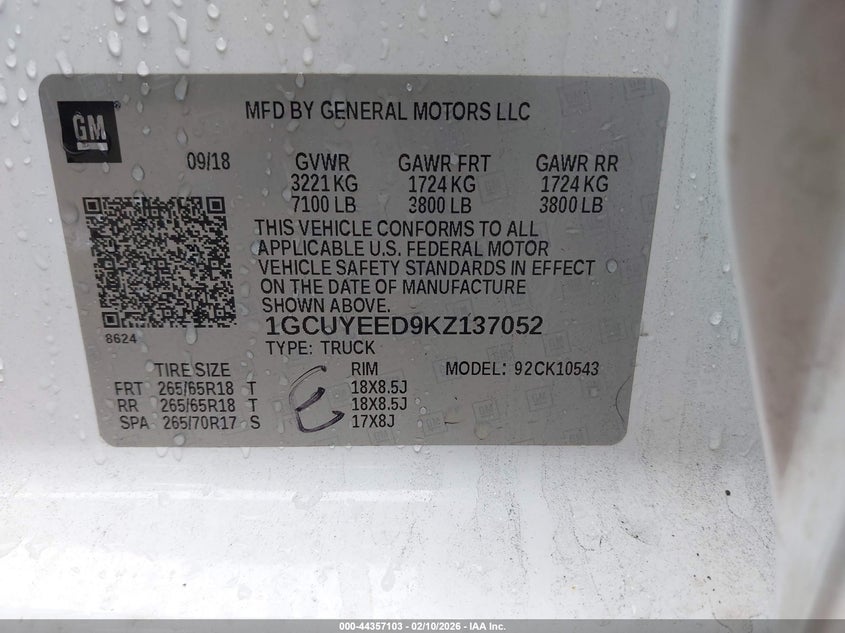 GM
MFD BY GENERAL MOTORS LLC
09/18 GVWR GAWR FRT GAWR RR
3221 KG 1724 KG 1724 KG
7100 LB 3800 LB 3800 LB
THIS VEHICLE CONFORMS TO ALL
APPLICABLE U.S. FEDERAL MOTOR
VEHICLE SAFETY STANDARDS IN EFFECT
ON THE DATE OF MANUFACTURE
SHOWN ABOVE.
8624
1GCUYEED9KZ137052
TYPE: TRUCK
TIRE SIZE RIM MODEL: 92CK10543
FRT 265/65R18 T 18X8.5J
RR 265/65R18 T 18X8.5J
SPA 265/70R17 S 17X8J
000-44357103 — 02/10/2026 — IAA Inc.